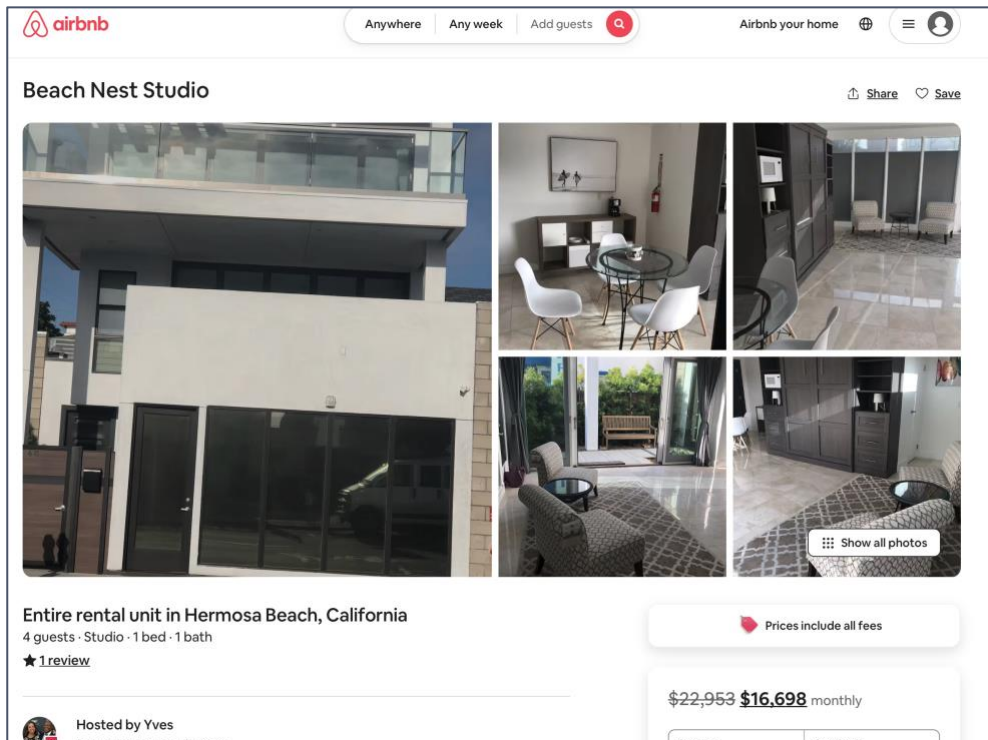 airbnb
Anywhere Any week Add guests
Airbnb your home
Beach Nest Studio
Share Save
Show all photos
Entire rental unit in Hermosa Beach, California
4 guests · Studio · 1 bed · 1 bath
★ 1 review
Prices include all fees
$22,953 $16,698 monthly
Hosted by Yves